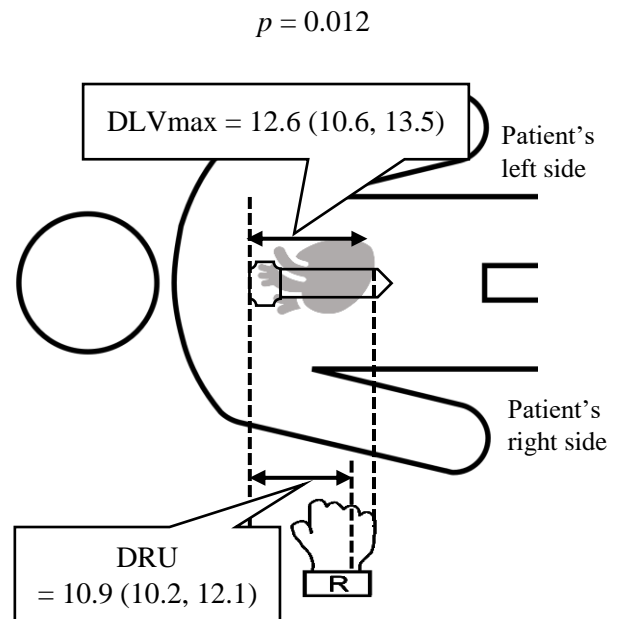 p = 0.012
DLVmax = 12.6 (10.6, 13.5)
Patient's
left side
Patient's
right side
DRU
= 10.9 (10.2, 12.1)
R